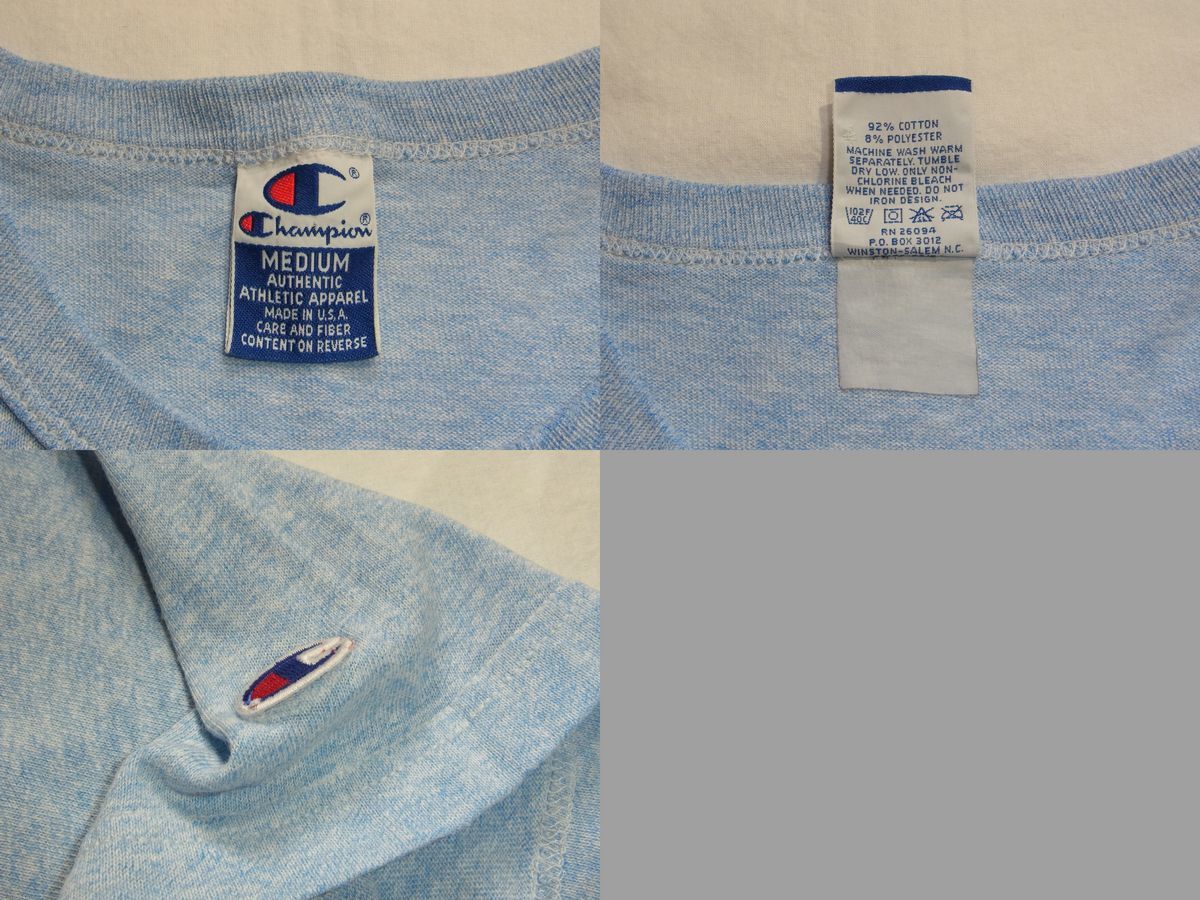 ®
Champion®
MEDIUM
AUTHENTIC
ATHLETIC APPAREL
MADE IN U.S.A.
CARE AND FIBER
CONTENT ON REVERSE
92% COTTON
8% POLYESTER
MACHINE WASH WARM
SEPARATELY. TUMBLE
DRY LOW. ONLY NON-
CHLORINE BLEACH
WHEN NEEDED. DO NOT
IRON DESIGN.
102F
40C
RN 26094
P.O. BOX 3012
WINSTON-SALEM N.C.